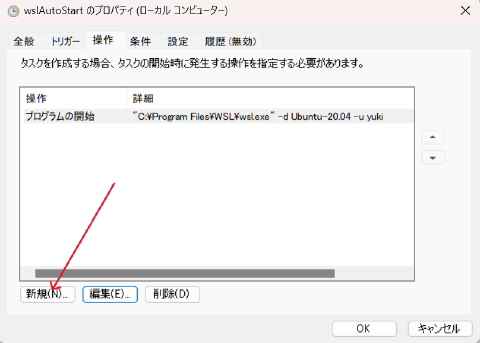 wslAutoStart のプロパティ (ローカル コンピューター)
全般 トリガー 操作 条件 設定 履歴 (無効)
タスクを作成する場合、タスクの開始時に発生する操作を指定する必要があります。
操作 詳細
プログラムの開始 "C:¥Program Files¥WSL¥wsl.exe" -d Ubuntu-20.04 -u yuki
新規(N)... 編集(E)... 削除(D)
OK キャンセル